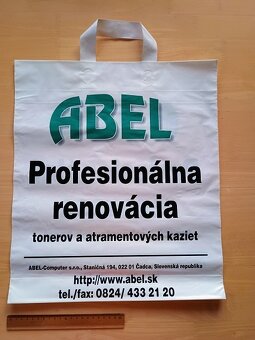 ABEL
Profesionálna
renovácia
tonerov a atramentových kaziet
ABEL-Computer s.r.o., Staničná 194, 022 01 Čadca, Slovenská republika
http://www.abel.sk
tel./fax: 0824/ 433 21 20